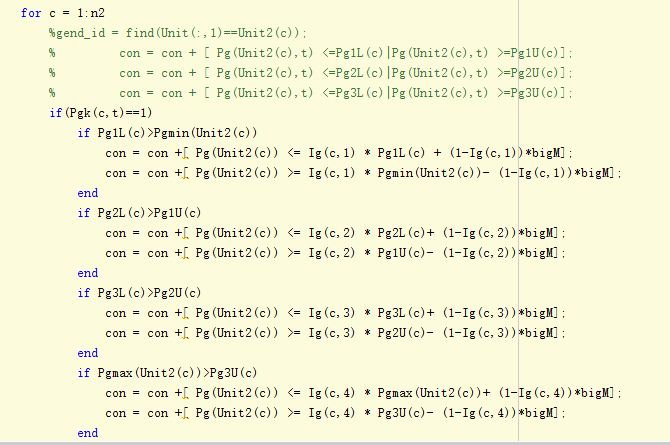 for c = 1:n2
%gend_id = find(Unit(:,1)==Unit2(c));
% con = con + [ Pg(Unit2(c),t) <=Pg1L(c)|Pg(Unit2(c),t) >=Pg1U(c)];
% con = con + [ Pg(Unit2(c),t) <=Pg2L(c)|Pg(Unit2(c),t) >=Pg2U(c)];
% con = con + [ Pg(Unit2(c),t) <=Pg3L(c)|Pg(Unit2(c),t) >=Pg3U(c)];
if(Pgk(c,t)==1)
if Pg1L(c)>Pgmin(Unit2(c))
con = con +[ Pg(Unit2(c)) <= Ig(c,1) * Pg1L(c) + (1-Ig(c,1))*bigM];
con = con +[ Pg(Unit2(c)) >= Ig(c,1) * Pgmin(Unit2(c))- (1-Ig(c,1))*bigM];
end
if Pg2L(c)>Pg1U(c)
con = con +[ Pg(Unit2(c)) <= Ig(c,2) * Pg2L(c)+ (1-Ig(c,2))*bigM];
con = con +[ Pg(Unit2(c)) >= Ig(c,2) * Pg1U(c)- (1-Ig(c,2))*bigM];
end
if Pg3L(c)>Pg2U(c)
con = con +[ Pg(Unit2(c)) <= Ig(c,3) * Pg3L(c)+ (1-Ig(c,3))*bigM];
con = con +[ Pg(Unit2(c)) >= Ig(c,3) * Pg2U(c)- (1-Ig(c,3))*bigM];
end
if Pgmax(Unit2(c))>Pg3U(c)
con = con +[ Pg(Unit2(c)) <= Ig(c,4) * Pgmax(Unit2(c))+ (1-Ig(c,4))*bigM];
con = con +[ Pg(Unit2(c)) >= Ig(c,4) * Pg3U(c)- (1-Ig(c,4))*bigM];
end